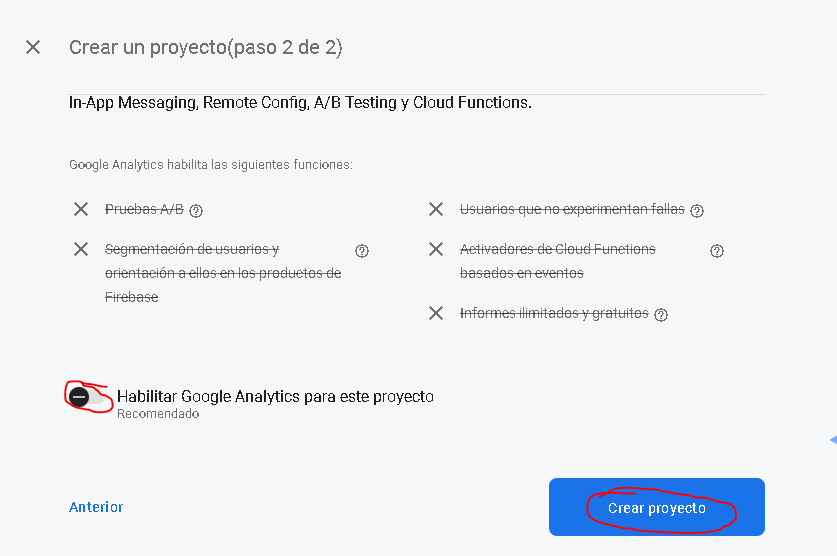 Crear un proyecto(paso 2 de 2)
In-App Messaging, Remote Config, A/B Testing y Cloud Functions.
Google Analytics habilita las siguientes funciones:
Pruebas A/B
Segmentación de usuarios y
orientación a ellos en los productos de
Firebase
Usuarios que no experimentan fallas
Activadores de Cloud Functions
basados en eventos
Informes ilimitados y gratuitos
Habilitar Google Analytics para este proyecto
Recomendado
Anterior
Crear proyecto